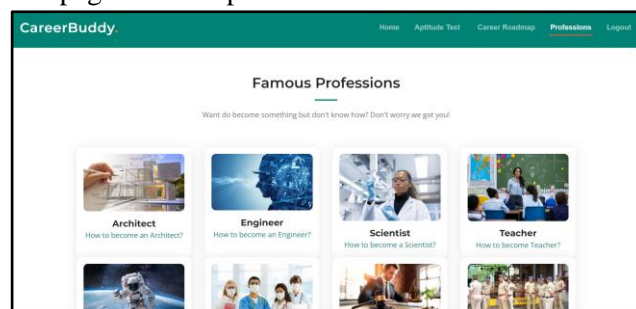 CareerBuddy.
Home Aptitude Test Career Roadmap Professions Logout
Famous Professions
Want do become something but don't know how? Don't worry we got you!
Architect
How to become an Architect?
Engineer
How to become an Engineer?
Scientist
How to become a Scientist?
Teacher
How to become Teacher?